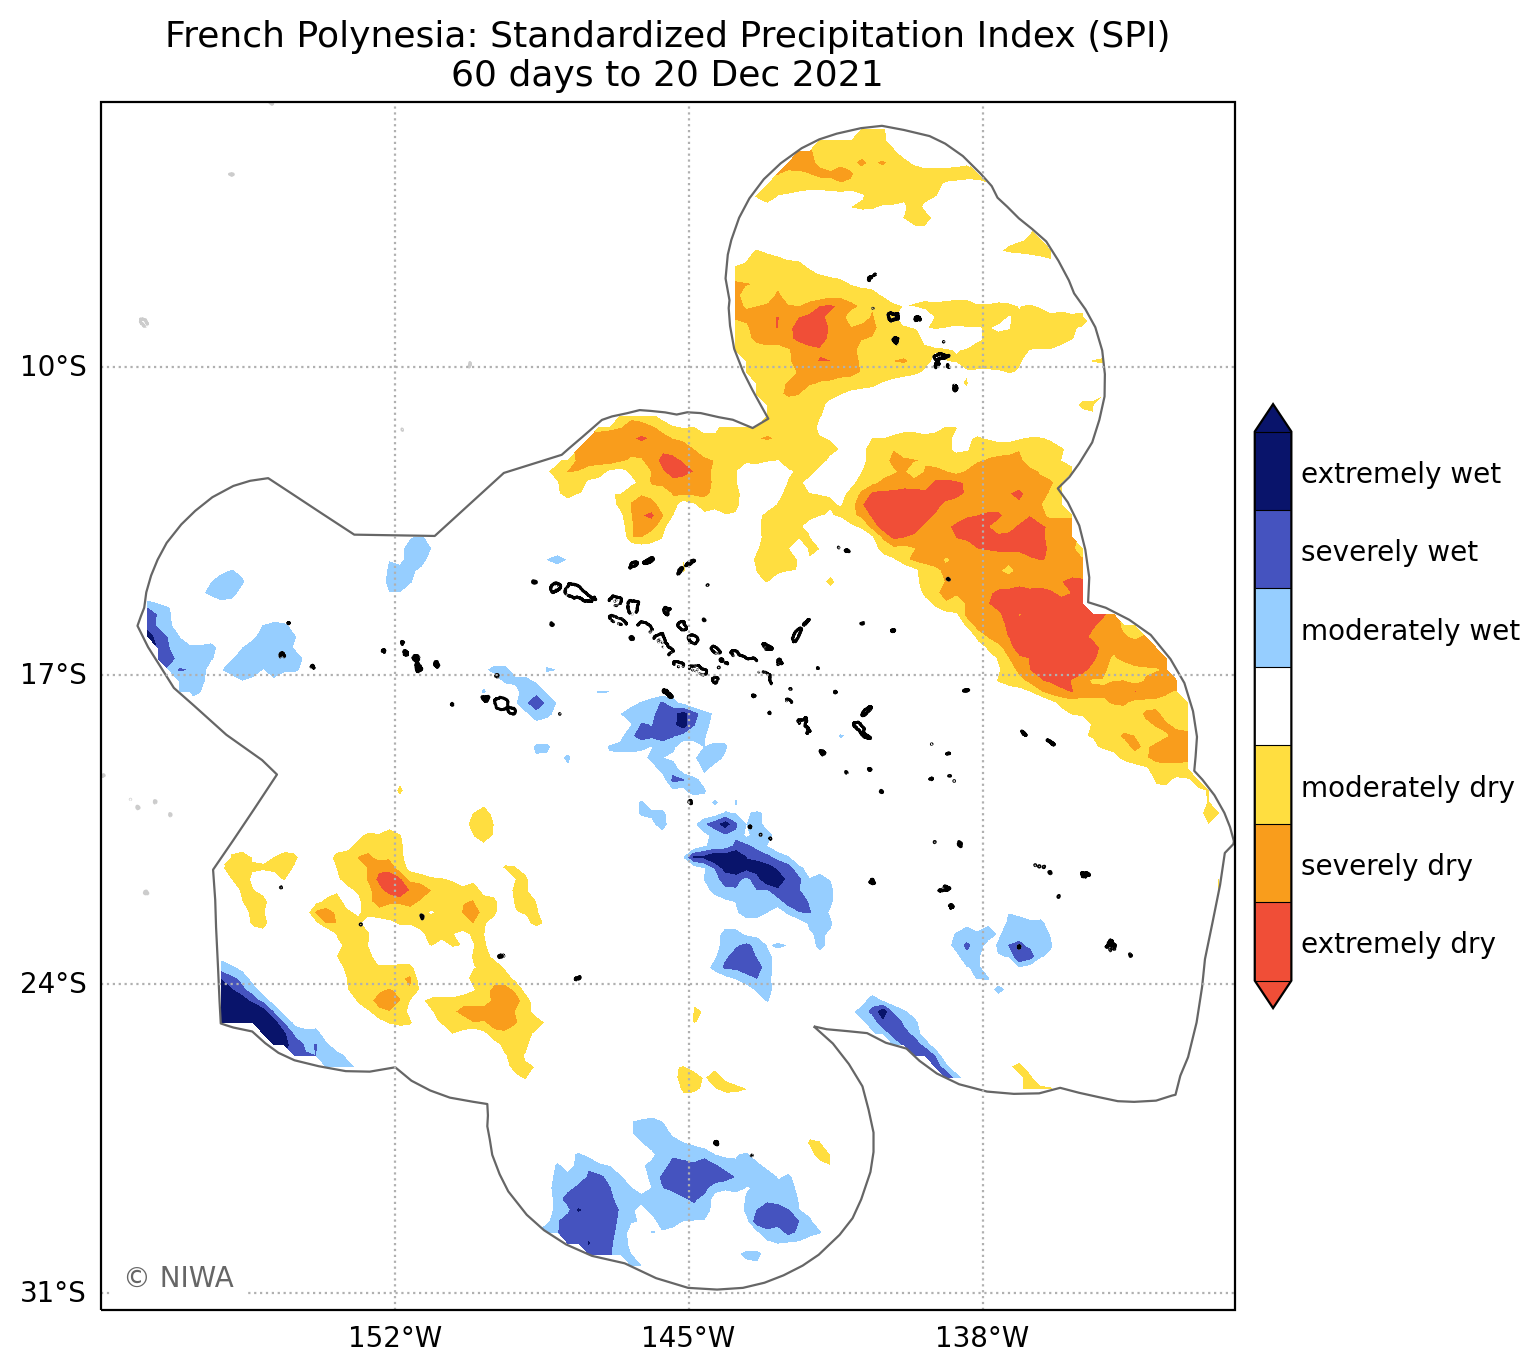 French Polynesia: Standardized Precipitation Index (SPI)
60 days to 20 Dec 2021
10°S
17°S
24°S
31°S
152°W
145°W
138°W
© NIWA
extremely wet
severely wet
moderately wet
moderately dry
severely dry
extremely dry